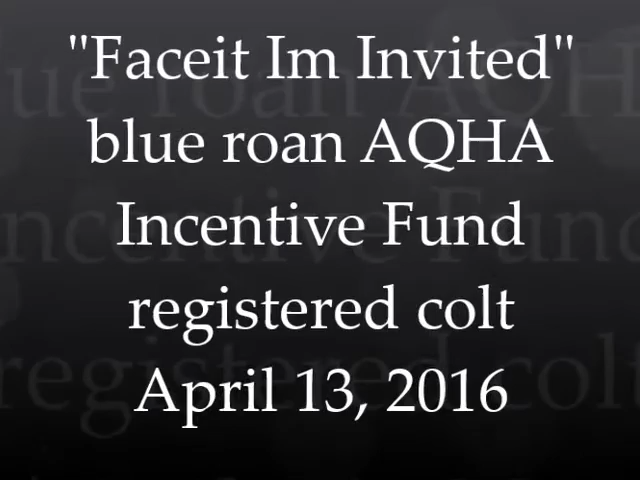 "Faceit Im Invited"
blue roan AQHA
Incentive Fund
registered colt
April 13, 2016